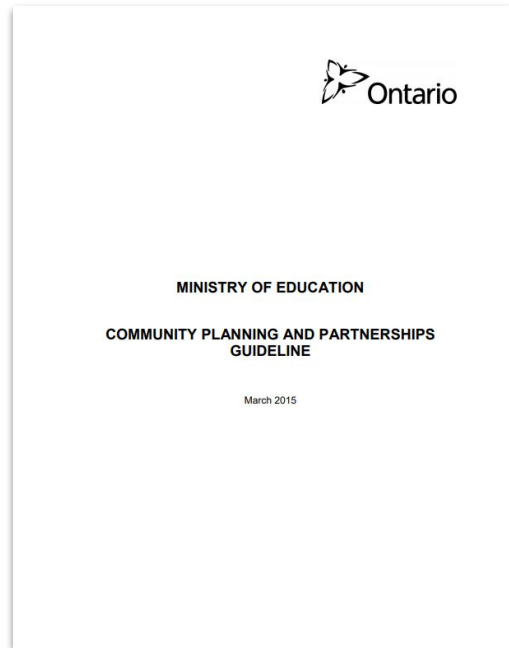 Ontario
MINISTRY OF EDUCATION
COMMUNITY PLANNING AND PARTNERSHIPS
GUIDELINE
March 2015